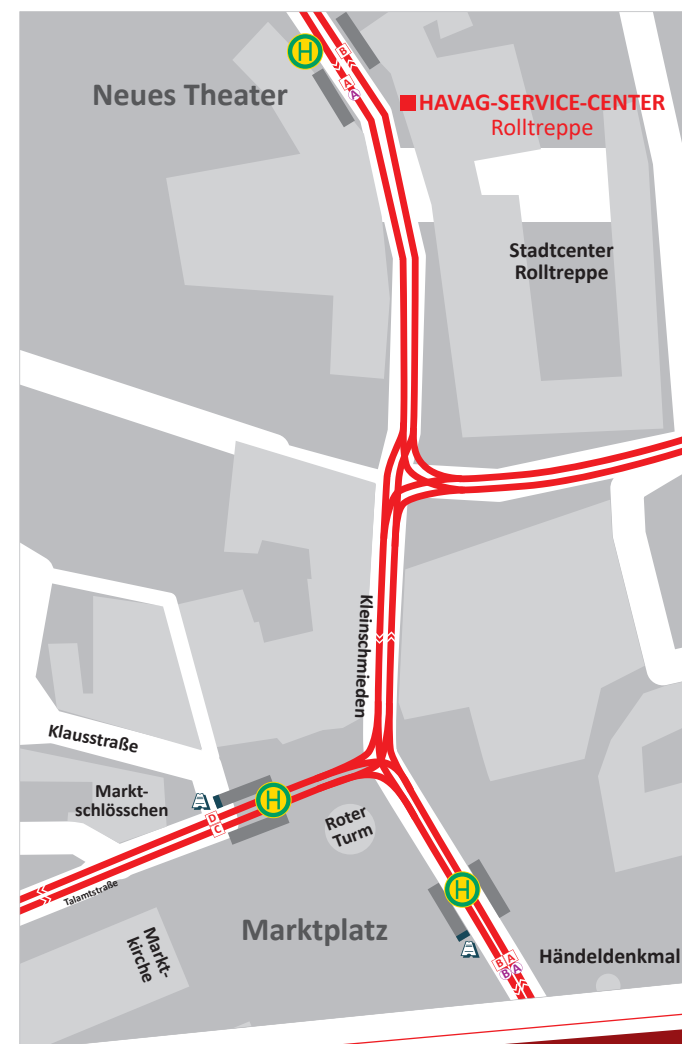 H
B
A
A
Neues Theater
HAVAG-SERVICE-CENTER
Rolltreppe
Stadtcenter
Rolltreppe
Kleinschmieden
Klausstraße
Markt-
schlösschen
H
D
C
Roter
Turm
Talamtstraße
H
Marktplatz
Markt-
kirche
Händeldenkmal
B A
B A